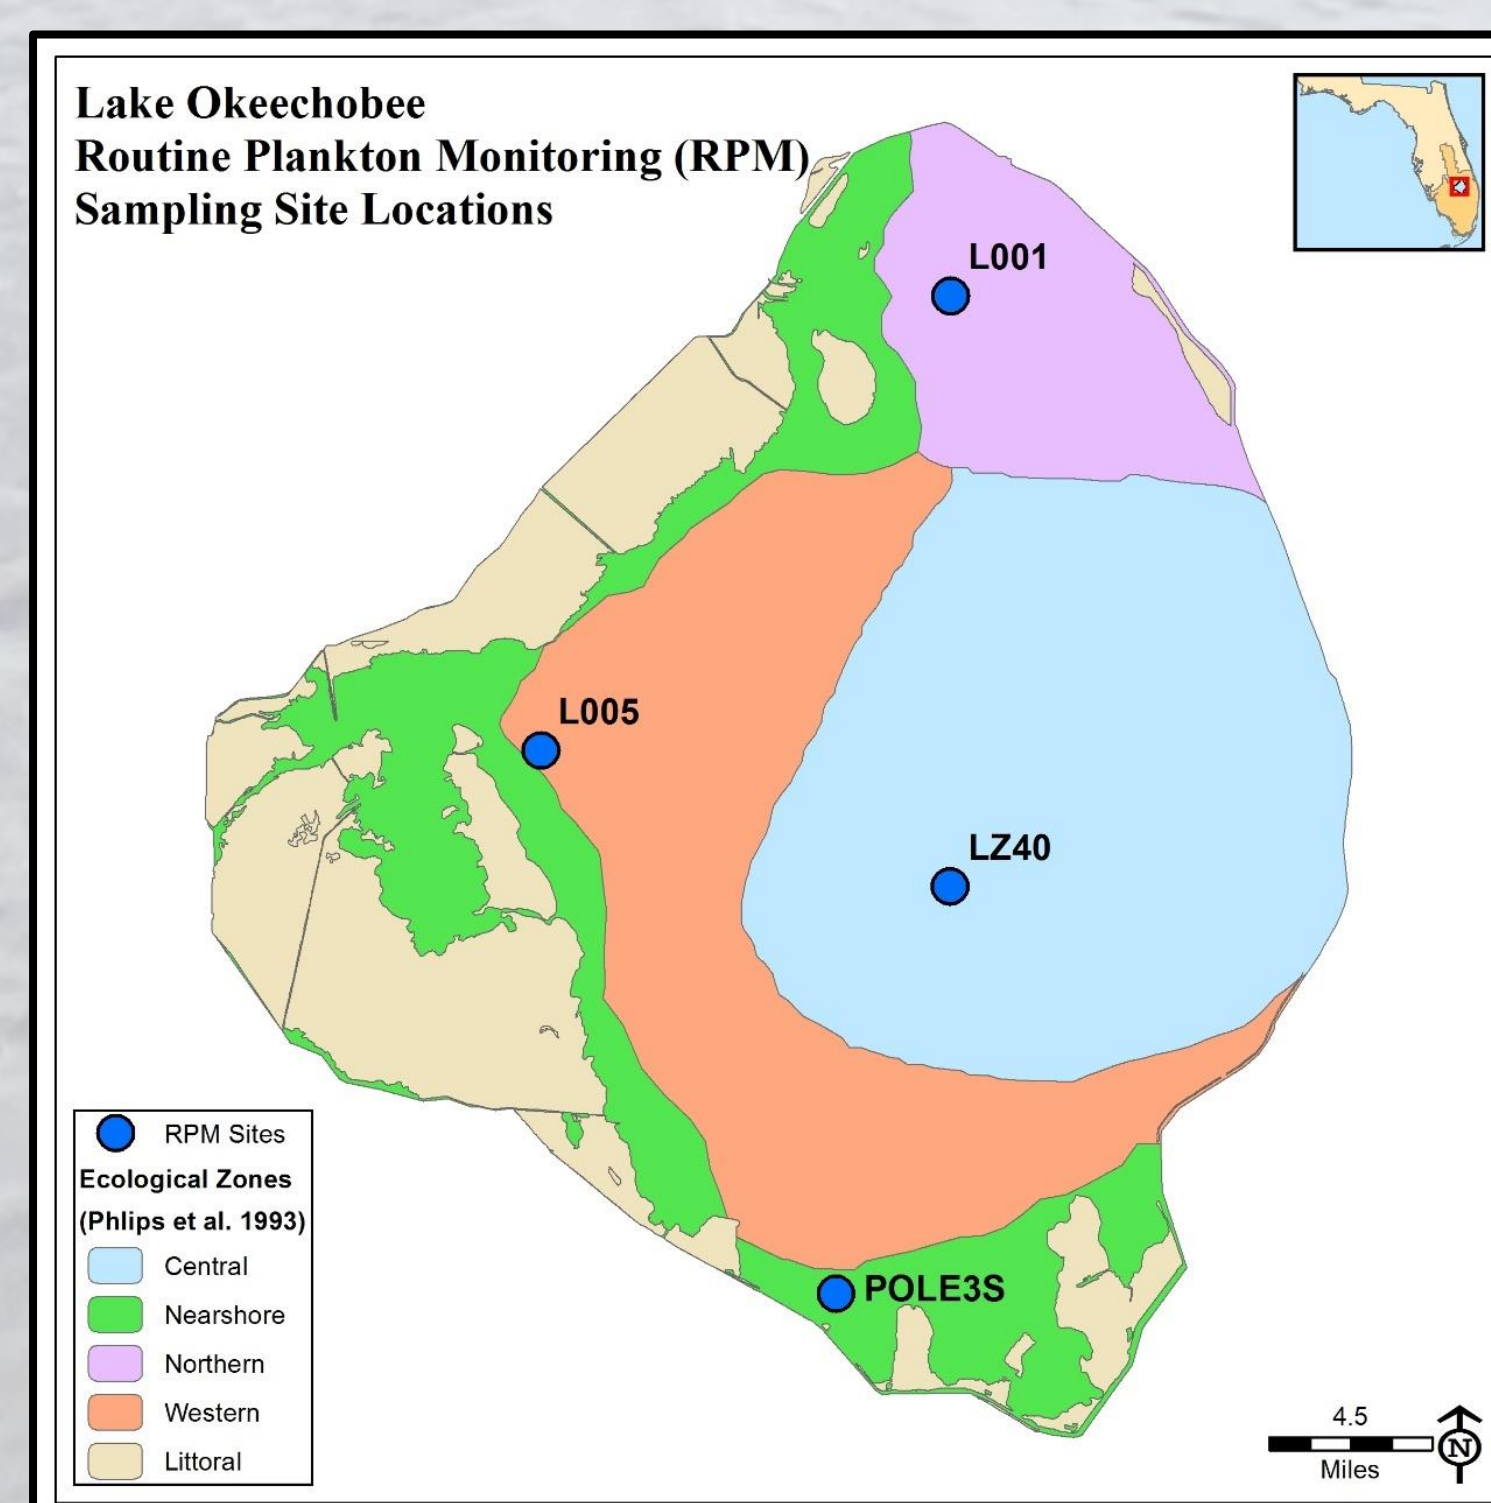 Lake Okeechobee
Routine Plankton Monitoring (RPM)
Sampling Site Locations
L001
L005
LZ40
POLE3S
RPM Sites
Ecological Zones
(Phlips et al. 1993)
Central
Nearshore
Northern
Western
Littoral
4.5
Miles
N